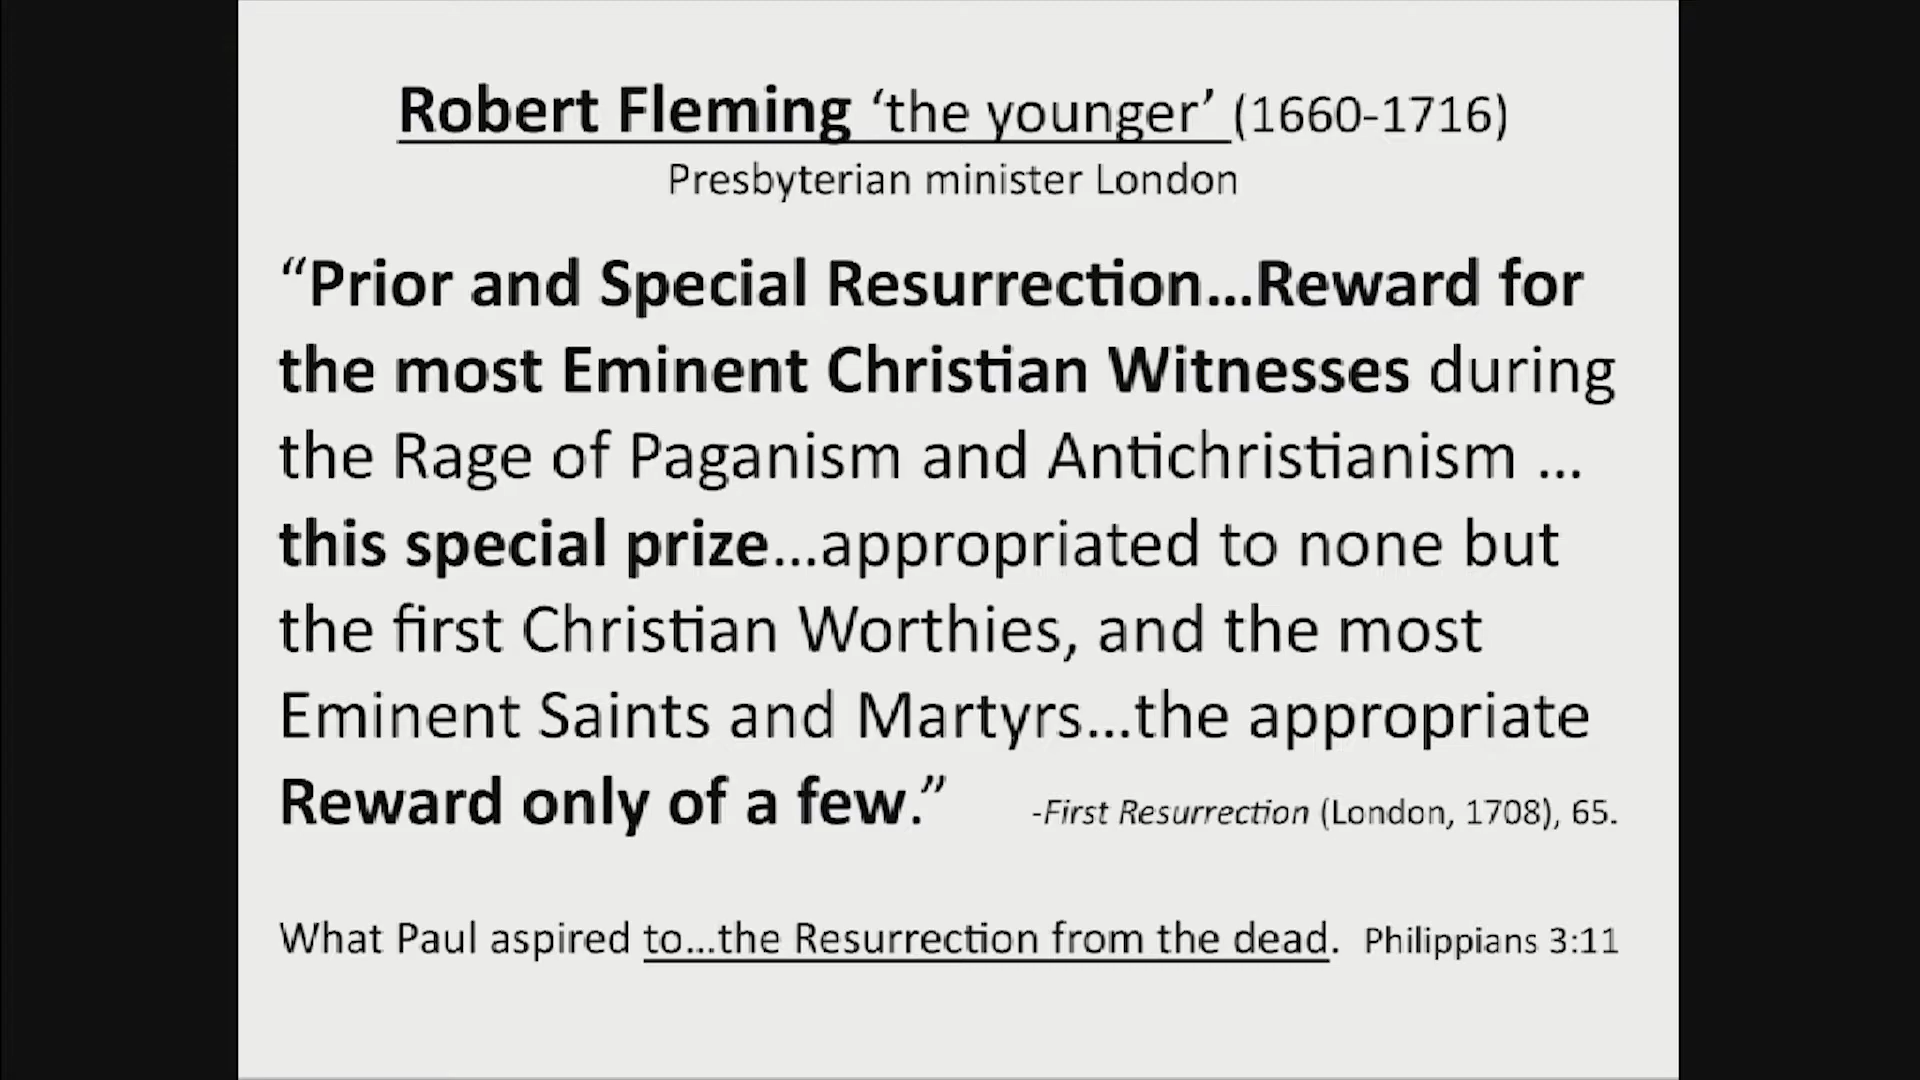 Robert Fleming ‘the younger’ (1660-1716)
Presbyterian minister London
“Prior and Special Resurrection...Reward for
the most Eminent Christian Witnesses during
the Rage of Paganism and Antichristianism ...
this special prize...appropriated to none but
the first Christian Worthies, and the most
Eminent Saints and Martyrs...the appropriate
Reward only of a few.” -First Resurrection (London, 1708), 65.
What Paul aspired to...the Resurrection from the dead. Philippians 3:11